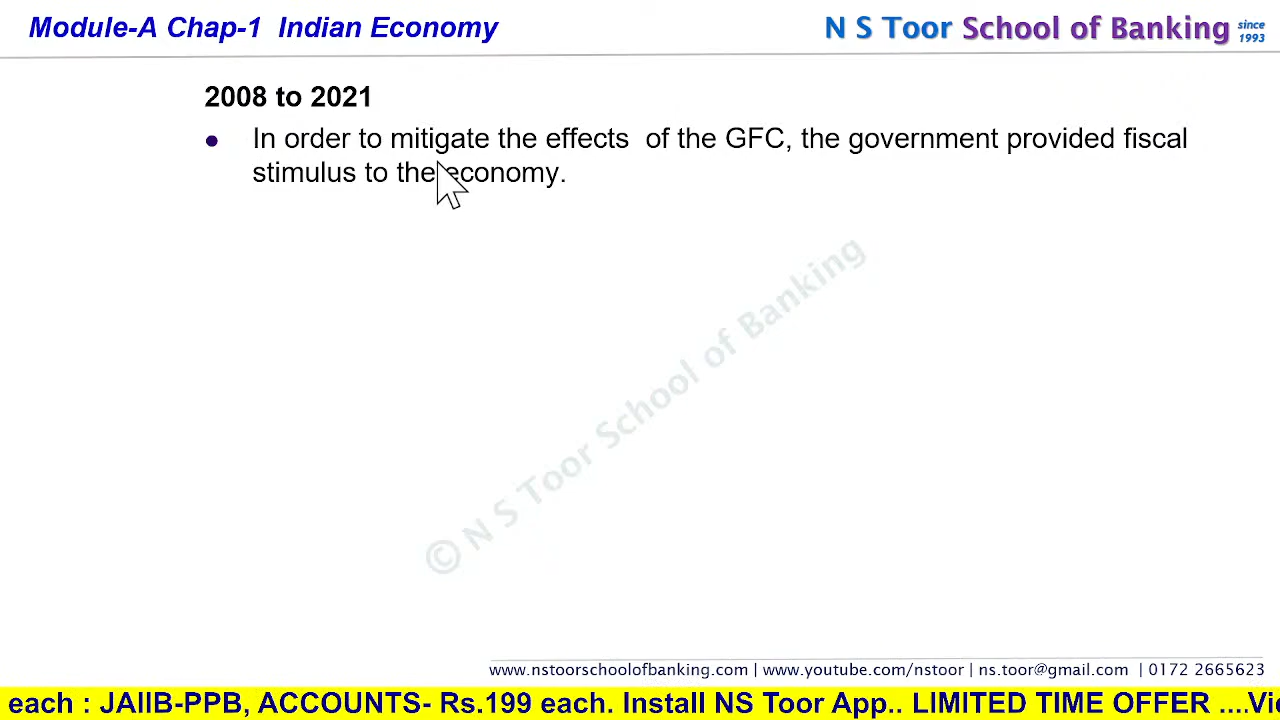 Module-A Chap-1 Indian Economy
N S Toor School of Banking since 1993
2008 to 2021
• In order to mitigate the effects of the GFC, the government provided fiscal
stimulus to the economy.
© N S Toor School of Banking
www.nstoorschoolofbanking.com | www.youtube.com/nstoor | ns.toor@gmail.com | 0172 2665623
each : JAIIB-PPB, ACCOUNTS- Rs.199 each. Install NS Toor App.. LIMITED TIME OFFER ....Vi